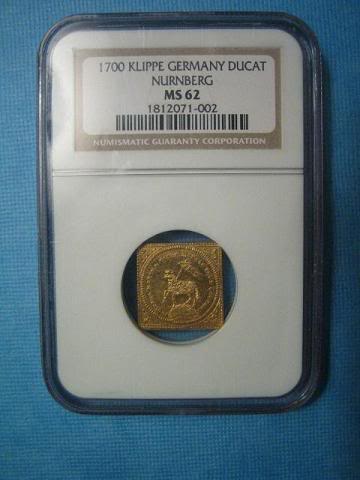 1700 KLIPPE GERMANY DUCAT
NURNBERG
MS 62
1812071-002
NUMISMATIC GUARANTY CORPORATION